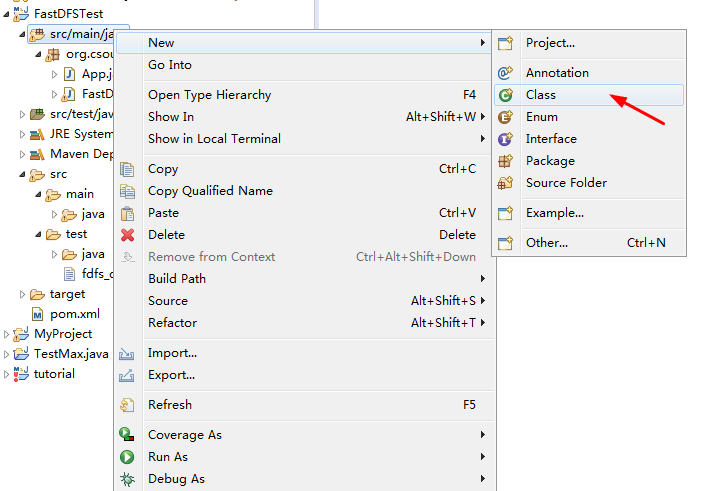 FastDFSTest
src/main/ja
org.csou
App.j
FastD
src/test/jav
JRE System
Maven Dep
src
main
java
test
java
fdfs_c
target
pom.xml
MyProject
TestMax.java
tutorial
New
Go Into
Open Type Hierarchy F4
Show In Alt+Shift+W
Show in Local Terminal
Copy Ctrl+C
Copy Qualified Name
Paste Ctrl+V
Delete Delete
Remove from Context Ctrl+Alt+Shift+Down
Build Path
Source Alt+Shift+S
Refactor Alt+Shift+T
Import...
Export...
Refresh F5
Coverage As
Run As
Debug As
Project...
Annotation
Class
Enum
Interface
Package
Source Folder
Example...
Other... Ctrl+N